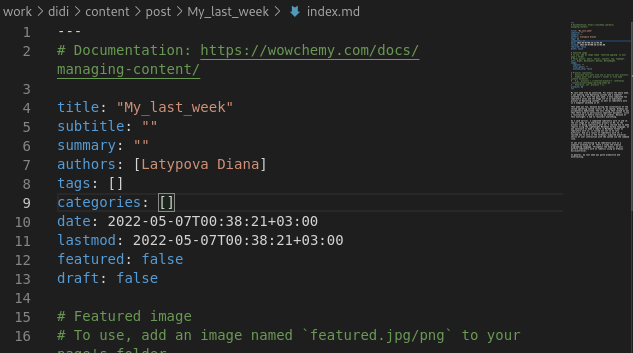 work > didi > content > post > My_last_week > index.md
1 ---
2 # Documentation: https://wowchemy.com/docs/
managing-content/
3
4 title: "My_last_week"
5 subtitle: ""
6 summary: ""
7 authors: [Latypova Diana]
8 tags: []
9 categories: []
10 date: 2022-05-07T00:38:21+03:00
11 lastmod: 2022-05-07T00:38:21+03:00
12 featured: false
13 draft: false
14
15 # Featured image
16 # To use, add an image named `featured.jpg/png` to your
page's folder